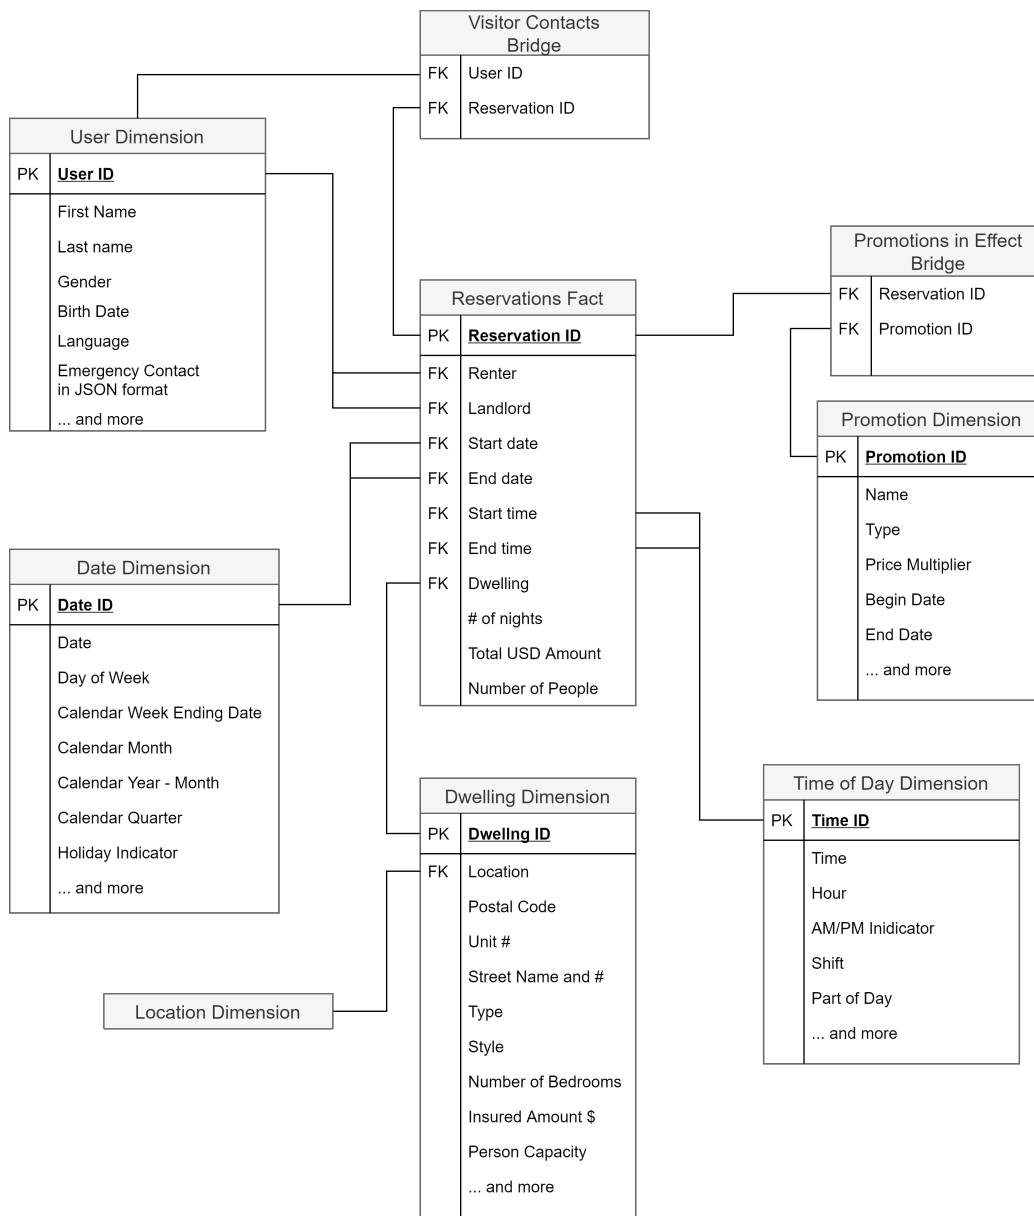 Visitor Contacts
Bridge
FK User ID
FK Reservation ID
User Dimension
PK User ID
First Name
Last name
Gender
Birth Date
Language
Emergency Contact
in JSON format
... and more
Promotions in Effect
Bridge
FK Reservation ID
FK Promotion ID
Reservations Fact
PK Reservation ID
FK Renter
FK Landlord
FK Start date
FK End date
FK Start time
FK End time
FK Dwelling
# of nights
Total USD Amount
Number of People
Promotion Dimension
PK Promotion ID
Name
Type
Price Multiplier
Begin Date
End Date
... and more
Date Dimension
PK Date ID
Date
Day of Week
Calendar Week Ending Date
Calendar Month
Calendar Year - Month
Calendar Quarter
Holiday Indicator
... and more
Dwelling Dimension
PK Dwellng ID
FK Location
Postal Code
Unit #
Street Name and #
Type
Style
Number of Bedrooms
Insured Amount $
Person Capacity
... and more
Time of Day Dimension
PK Time ID
Time
Hour
AM/PM Inidicator
Shift
Part of Day
... and more
Location Dimension